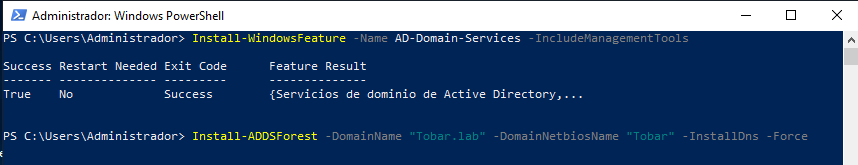 Administrador: Windows PowerShell
PS C:\Users\Administrador> Install-WindowsFeature -Name AD-Domain-Services -IncludeManagementTools
Success Restart Needed Exit Code      Feature Result
------- -------------- ---------      --------------
True    No             Success        {Servicios de dominio de Active Directory,...
PS C:\Users\Administrador> Install-ADDSForest -DomainName "Tobar.lab" -DomainNetbiosName "Tobar" -InstallDns -Force